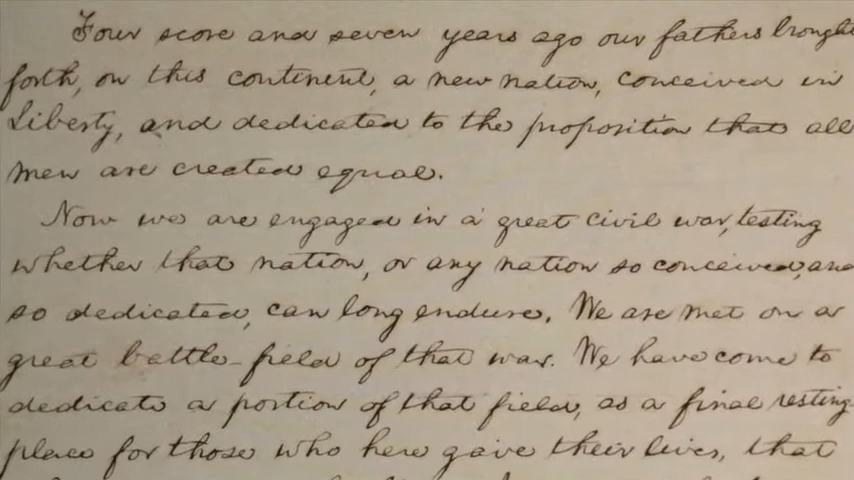 Four score and seven years ago our fathers brought
forth, on this continent, a new nation, conceived in
Liberty, and dedicated to the proposition that all
men are created equal.
Now we are engaged in a great civil war, testing
whether that nation, or any nation so conceived, and
so dedicated, can long endure. We are met on a
great battle-field of that war. We have come to
dedicate a portion of that field, as a final resting-
place for those who here gave their lives, that